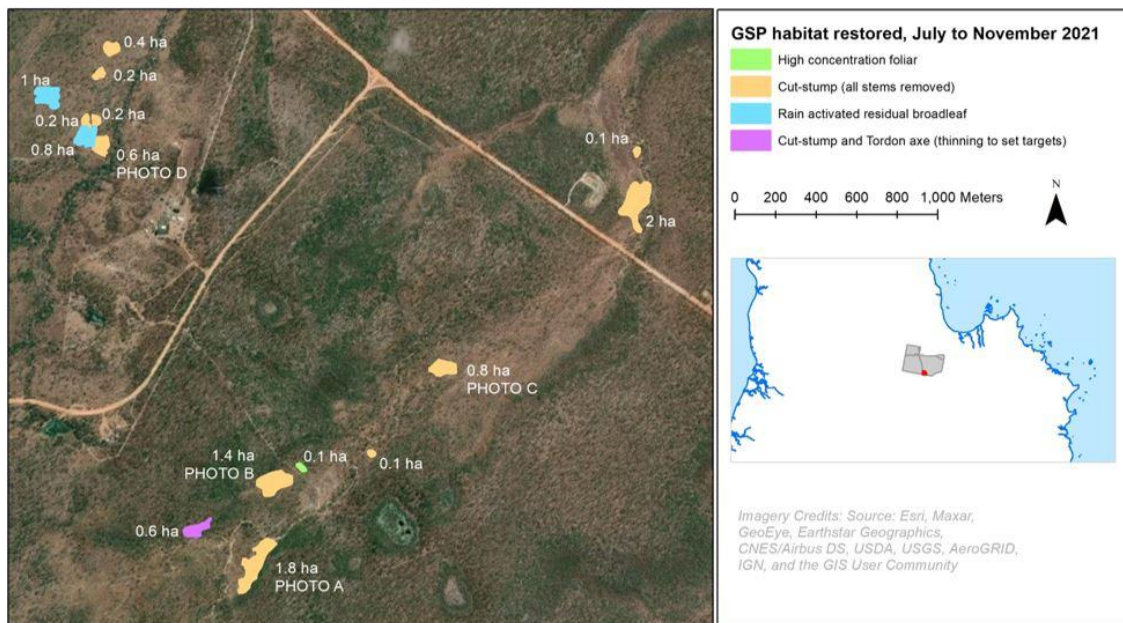 0.4 ha
0.2 ha
1 ha
0.2 ha
0.2 ha
0.8 ha
0.6 ha
PHOTO D
0.1 ha
2 ha
0.8 ha
PHOTO C
1.4 ha
PHOTO B
0.1 ha
0.1 ha
0.6 ha
1.8 ha
PHOTO A
GSP habitat restored, July to November 2021
High concentration foliar
Cut-stump (all stems removed)
Rain activated residual broadleaf
Cut-stump and Tordon axe (thinning to set targets)
0 200 400 600 800 1,000 Meters
N
Imagery Credits: Source: Esri, Maxar,
GeoEye, Earthstar Geographics,
CNES/Airbus DS, USDA, USGS, AeroGRID,
IGN, and the GIS User Community